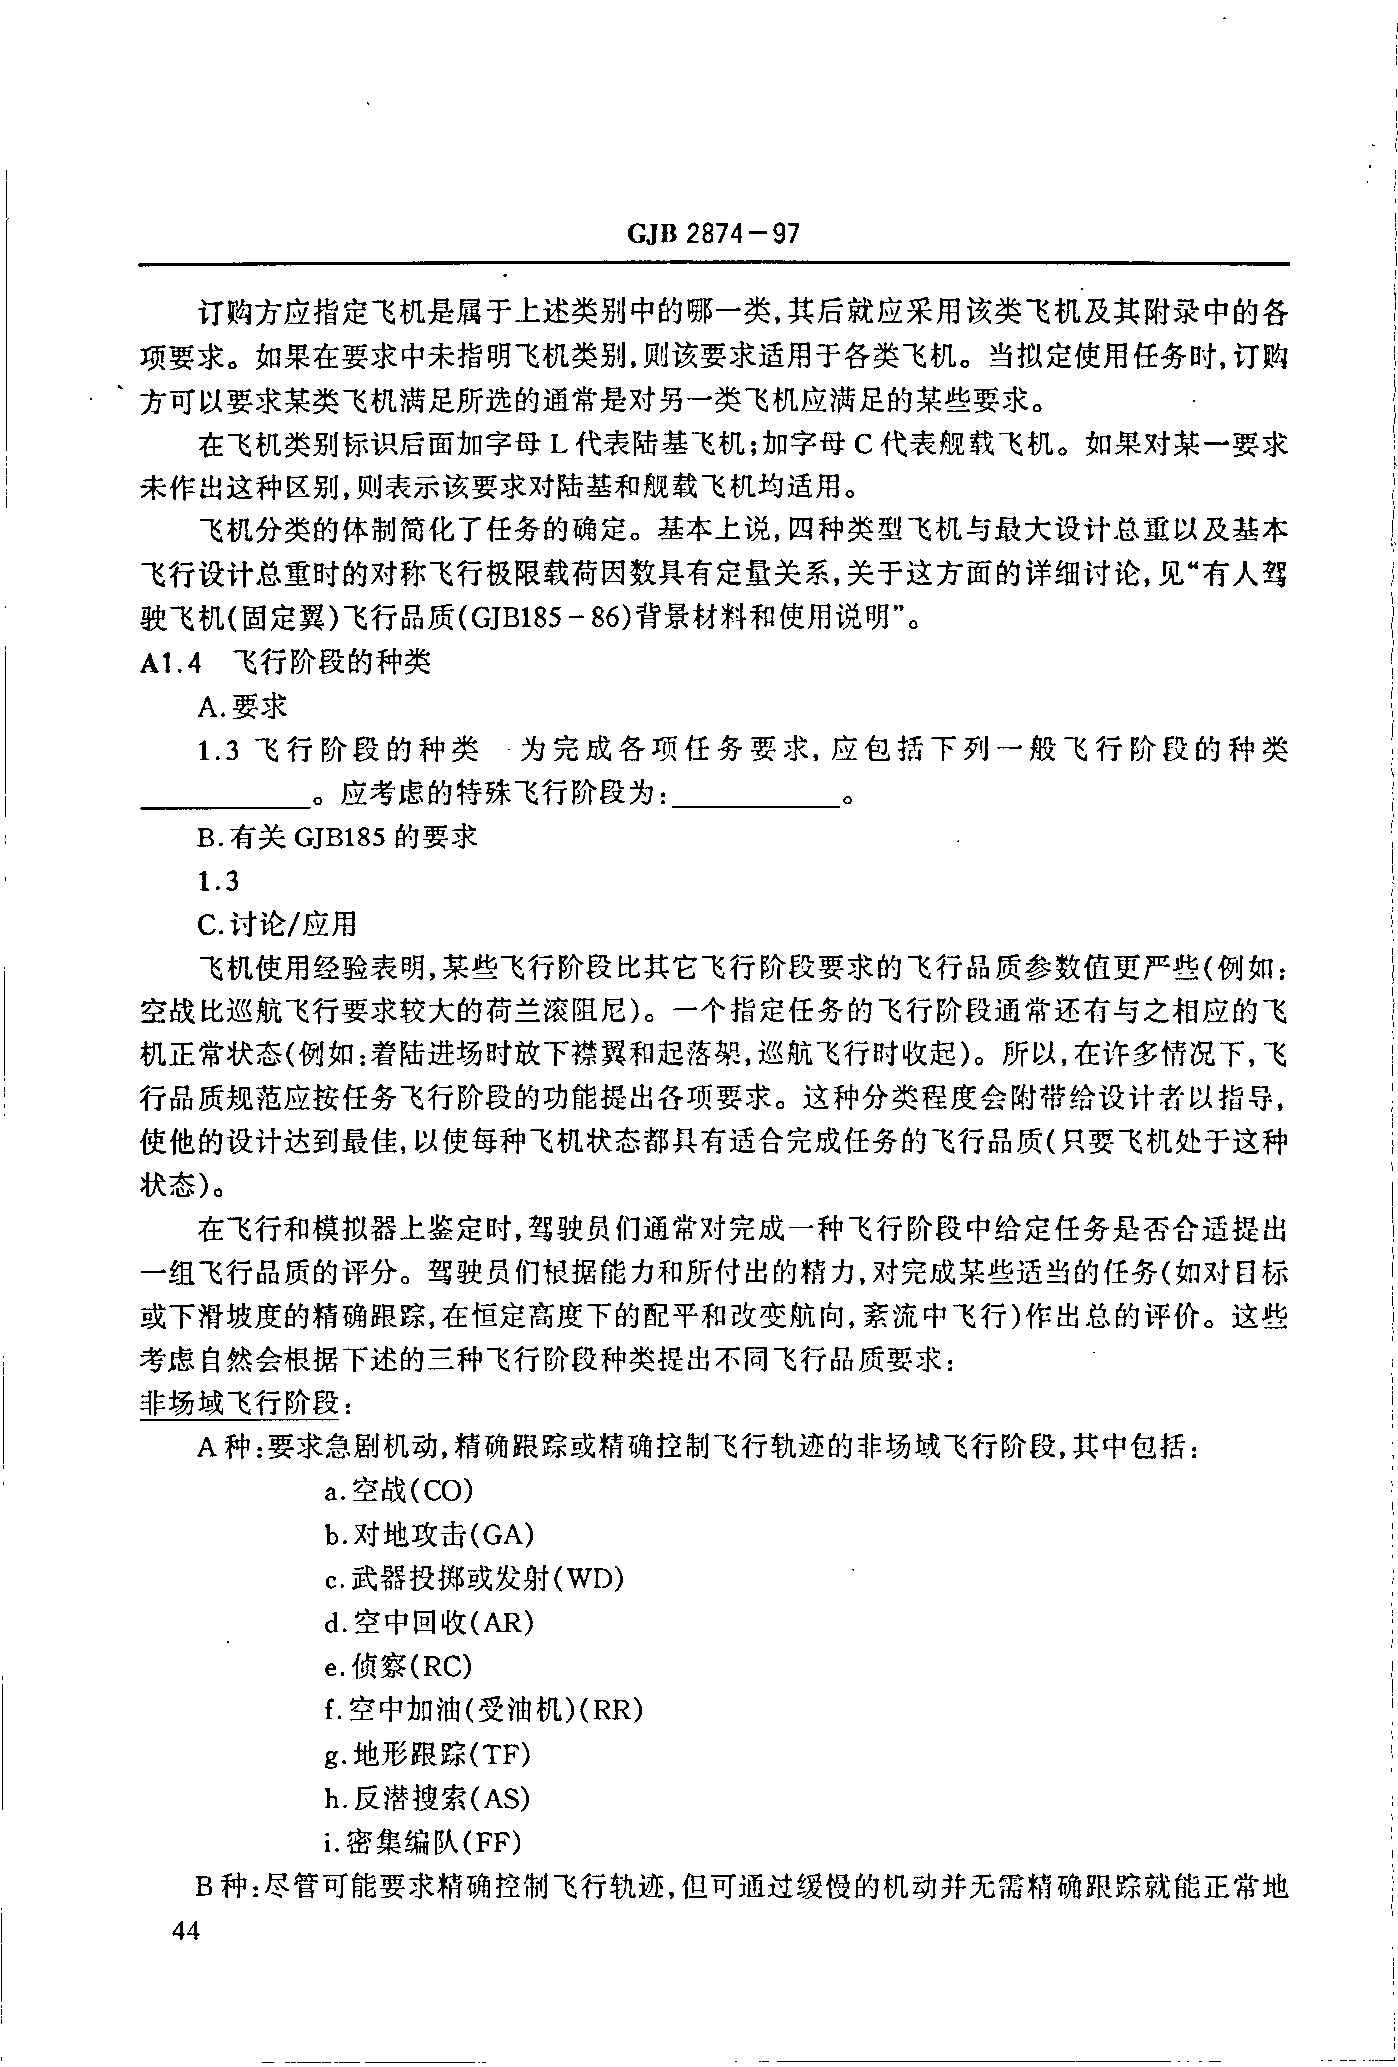 GJB 2874－97
订购方应指定飞机是属于上述类别中的哪一类,其后就应采用该类飞机及其附录中的各
项要求。如果在要求中未指明飞机类别,则该要求适用于各类飞机。当拟定使用任务时,订购
方可以要求某类飞机满足所选的通常是对另一类飞机应满足的某些要求。
在飞机类别标识后面加字母 L 代表陆基飞机;加字母 C 代表舰载飞机。如果对某一要求
未作出这种区别,则表示该要求对陆基和舰载飞机均适用。
飞机分类的体制简化了任务的确定。基本上说,四种类型飞机与最大设计总重以及基本
飞行设计总重时的对称飞行极限载荷因数具有定量关系,关于这方面的详细讨论,见“有人驾
驶飞机(固定翼)飞行品质(GJB185－86)背景材料和使用说明”。
A1.4 飞行阶段的种类
A.要求
1.3 飞行阶段的种类 为完成各项任务要求,应包括下列一般飞行阶段的种类
____________。应考虑的特殊飞行阶段为:____________。
B.有关 GJB185 的要求
1.3
C.讨论/应用
飞机使用经验表明,某些飞行阶段比其它飞行阶段要求的飞行品质参数值更严些(例如:
空战比巡航飞行要求较大的荷兰滚阻尼)。一个指定任务的飞行阶段通常还有与之相应的飞
机正常状态(例如:着陆进场时放下襟翼和起落架,巡航飞行时收起)。所以,在许多情况下,飞
行品质规范应按任务飞行阶段的功能提出各项要求。这种分类程度会附带给设计者以指导,
使他的设计达到最佳,以使每种飞机状态都具有适合完成任务的飞行品质(只要飞机处于这种
状态)。
在飞行和模拟器上鉴定时,驾驶员们通常对完成一种飞行阶段中给定任务是否合适提出
一组飞行品质的评分。驾驶员们根据能力和所付出的精力,对完成某些适当的任务(如对目标
或下滑坡度的精确跟踪,在恒定高度下的配平和改变航向,紊流中飞行)作出总的评价。这些
考虑自然会根据下述的三种飞行阶段种类提出不同飞行品质要求:
非场域飞行阶段:
A 种:要求急剧机动,精确跟踪或精确控制飞行轨迹的非场域飞行阶段,其中包括:
a.空战(CO)
b.对地攻击(GA)
c.武器投掷或发射(WD)
d.空中回收(AR)
e.侦察(RC)
f.空中加油(受油机)(RR)
g.地形跟踪(TF)
h.反潜搜索(AS)
i.密集编队(FF)
B 种:尽管可能要求精确控制飞行轨迹,但可通过缓慢的机动并无需精确跟踪就能正常地
44